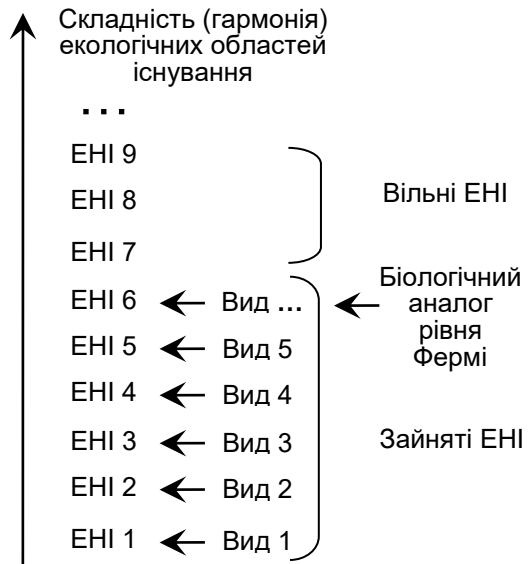 Складність (гармонія)
екологічних областей
існування
...
ЕНІ 9
ЕНІ 8
Вільні ЕНІ
ЕНІ 7
Біологічний
аналог
рівня
Фермі
ЕНІ 6 Вид ...
ЕНІ 5 Вид 5
ЕНІ 4 Вид 4
ЕНІ 3 Вид 3
Зайняті ЕНІ
ЕНІ 2 Вид 2
ЕНІ 1 Вид 1